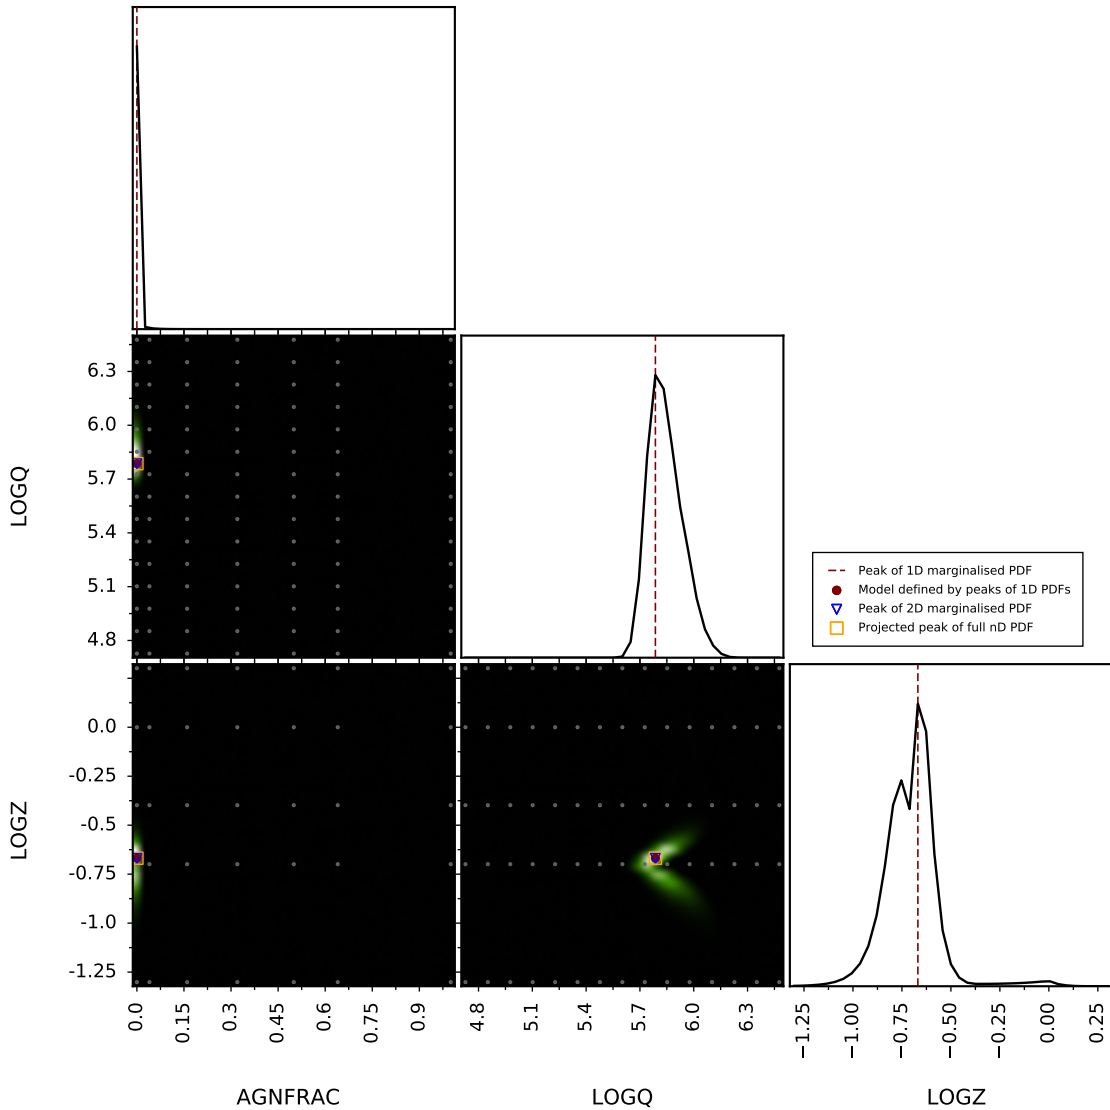 6.3
6.0
5.7
5.4
5.1
4.8
LOGQ
Peak of 1D marginalised PDF
Model defined by peaks of 1D PDFs
Peak of 2D marginalised PDF
Projected peak of full nD PDF
0.0
-0.25
-0.5
-0.75
-1.0
-1.25
LOGZ
0.0 0.15 0.3 0.45 0.6 0.75 0.9
4.8 5.1 5.4 5.7 6.0 6.3
−1.25 −1.00 −0.75 −0.50 −0.25 0.00 0.25
AGNFRAC LOGQ LOGZ